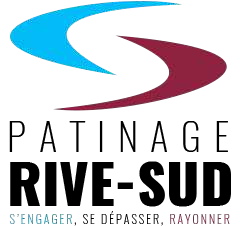 PATINAGE
RIVE-SUD
S'ENGAGER, SE DÉPASSER, RAYONNER